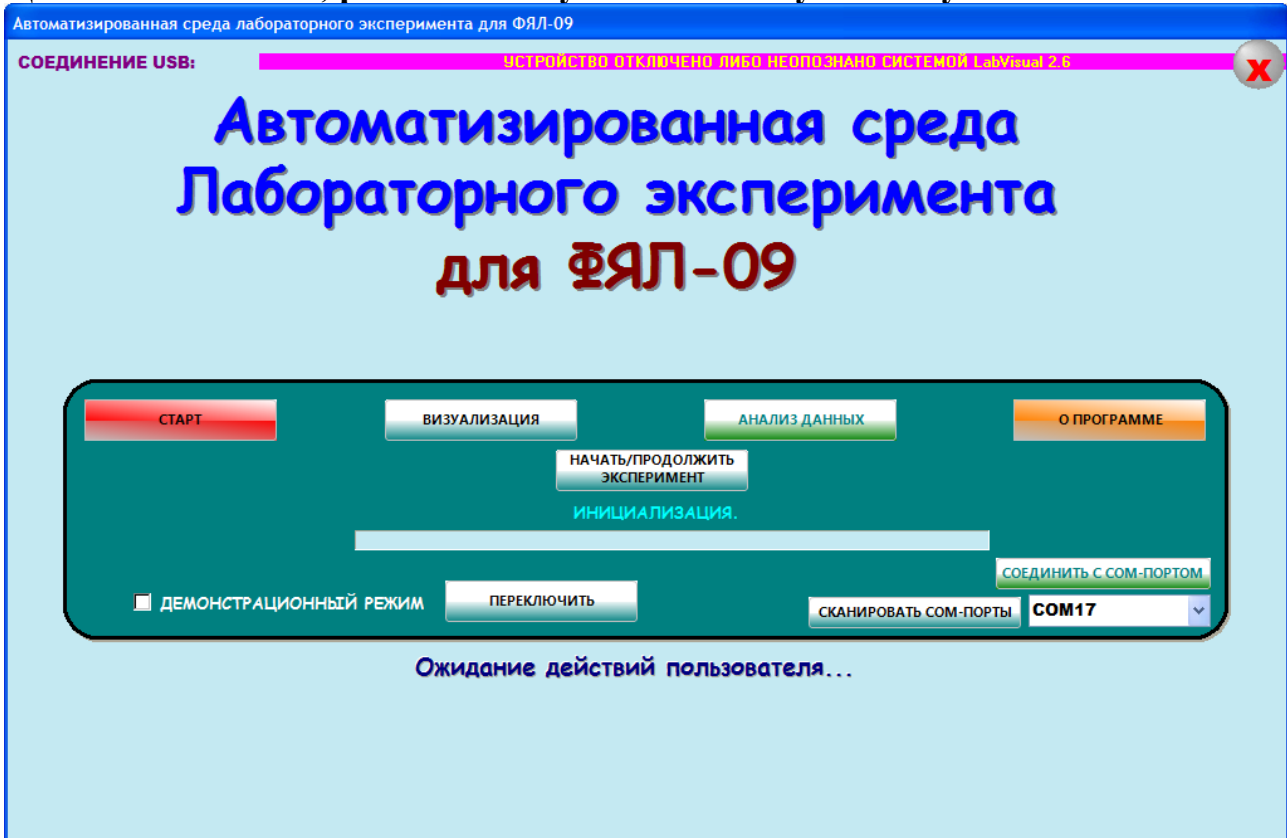 Автоматизированная среда лабораторного эксперимента для ФЯЛ-09
СОЕДИНЕНИЕ USB:
УСТРОЙСТВО ОТКЛЮЧЕНО ЛИБО НЕОПОЗНАНО СИСТЕМОЙ LabVisual 2.6
X
Автоматизированная среда
Лабораторного эксперимента
для ФЯЛ-09
СТАРТ
ВИЗУАЛИЗАЦИЯ
АНАЛИЗ ДАННЫХ
О ПРОГРАММЕ
НАЧАТЬ/ПРОДОЛЖИТЬ
ЭКСПЕРИМЕНТ
ИНИЦИАЛИЗАЦИЯ.
СОЕДИНИТЬ С COM-ПОРТОМ
ДЕМОНСТРАЦИОННЫЙ РЕЖИМ
ПЕРЕКЛЮЧИТЬ
СКАНИРОВАТЬ COM-ПОРТЫ
COM17
Ожидание действий пользователя...